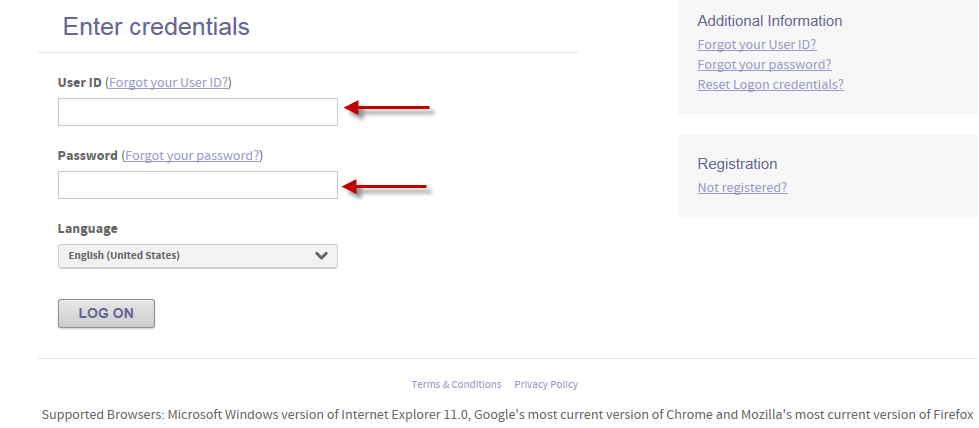 Enter credentials
User ID (Forgot your User ID?)
Password (Forgot your password?)
Language
English (United States)
LOG ON
Additional Information
Forgot your User ID?
Forgot your password?
Reset Logon credentials?
Registration
Not registered?
Terms & Conditions Privacy Policy
Supported Browsers: Microsoft Windows version of Internet Explorer 11.0, Google's most current version of Chrome and Mozilla's most current version of Firefox